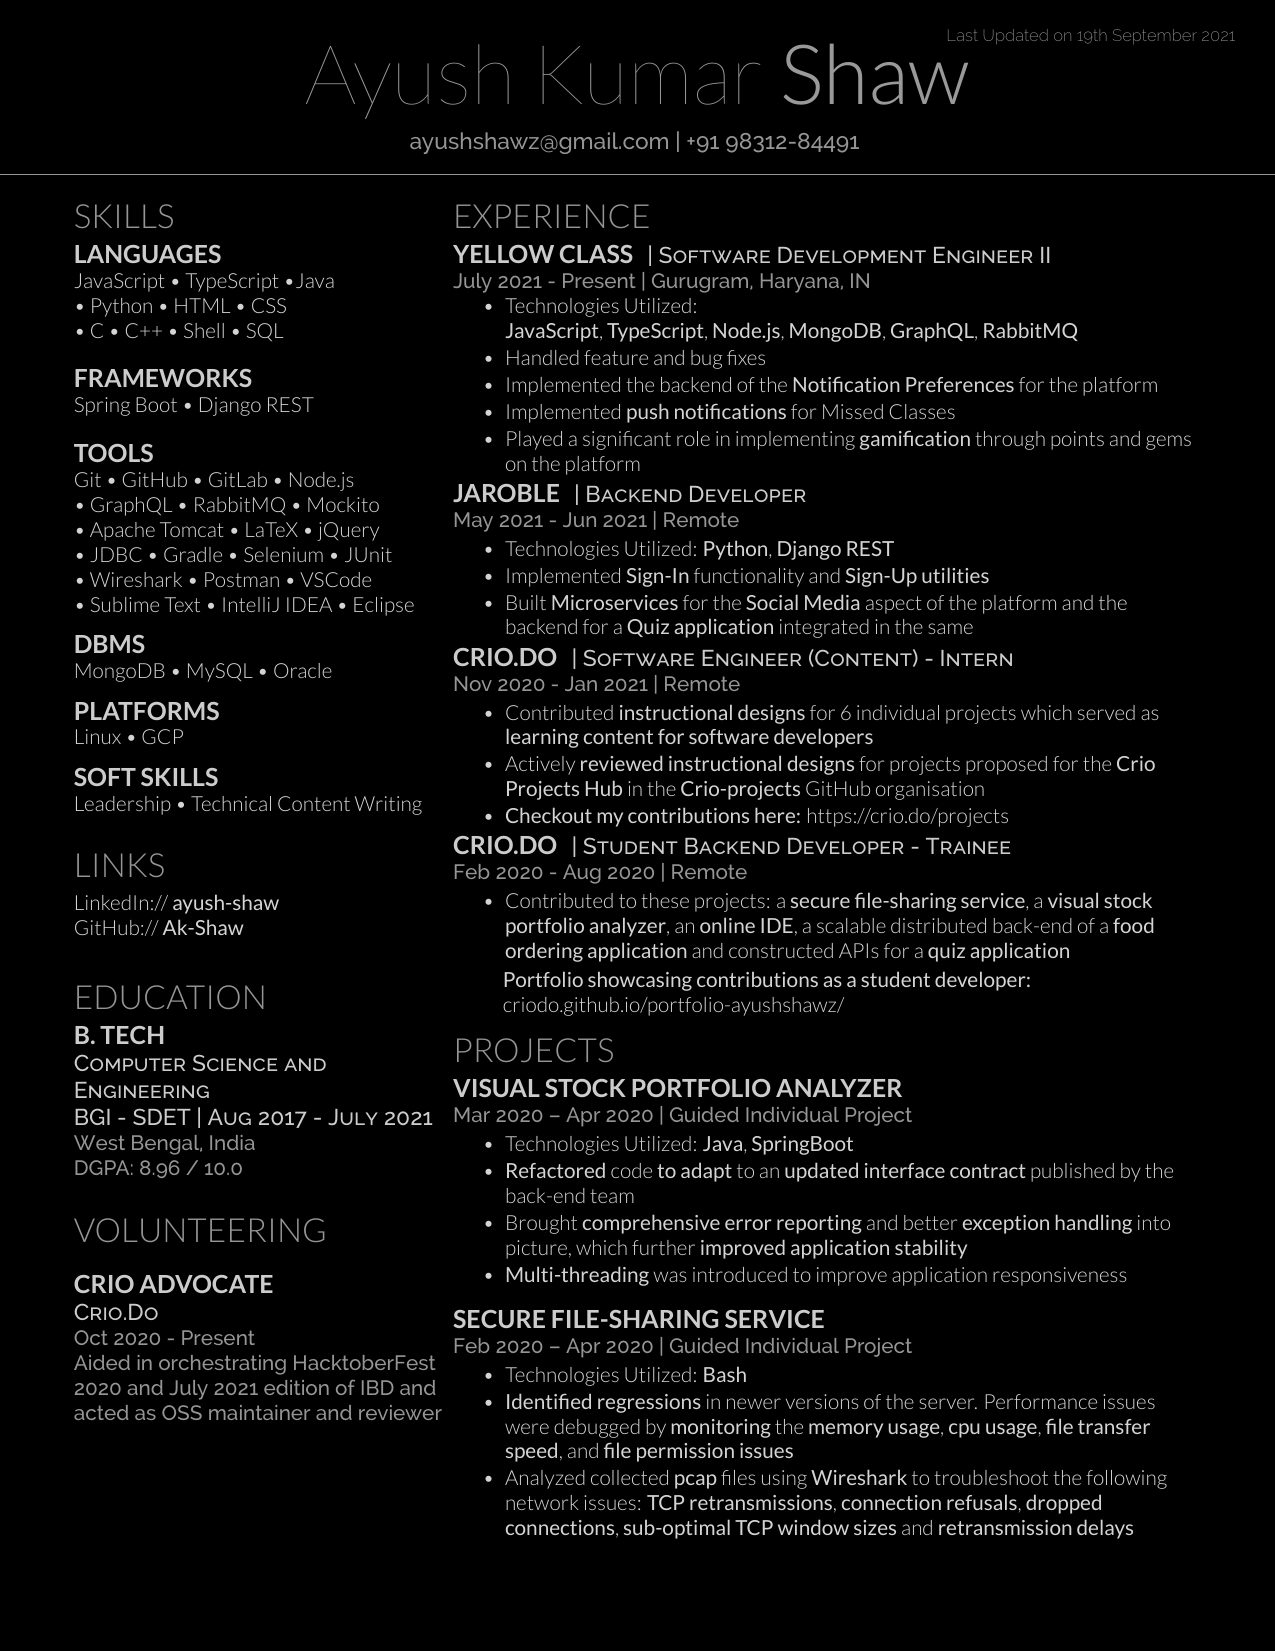 Last Updated on 19th September 2021
Ayush Kumar Shaw
ayushshawz@gmail.com | +91 98312-84491
SKILLS
LANGUAGES
JavaScript • TypeScript •Java
• Python • HTML • CSS
• C • C++ • Shell • SQL
FRAMEWORKS
Spring Boot • Django REST
TOOLS
Git • GitHub • GitLab • Node.js
• GraphQL • RabbitMQ • Mockito
• Apache Tomcat • LaTeX • jQuery
• JDBC • Gradle • Selenium • JUnit
• Wireshark • Postman • VSCode
• Sublime Text • IntelliJ IDEA • Eclipse
DBMS
MongoDB • MySQL • Oracle
PLATFORMS
Linux • GCP
SOFT SKILLS
Leadership • Technical Content Writing
LINKS
LinkedIn:// ayush-shaw
GitHub:// Ak-Shaw
EDUCATION
B. TECH
Computer Science and
Engineering
BGI - SDET | Aug 2017 - July 2021
West Bengal, India
DGPA: 8.96 / 10.0
VOLUNTEERING
CRIO ADVOCATE
Crio.Do
Oct 2020 - Present
Aided in orchestrating HacktoberFest
2020 and July 2021 edition of IBD and
acted as OSS maintainer and reviewer
EXPERIENCE
YELLOW CLASS | Software Development Engineer II
July 2021 - Present | Gurugram, Haryana, IN
• Technologies Utilized:
JavaScript, TypeScript, Node.js, MongoDB, GraphQL, RabbitMQ
• Handled feature and bug fixes
• Implemented the backend of the Notification Preferences for the platform
• Implemented push notifications for Missed Classes
• Played a significant role in implementing gamification through points and gems
on the platform
JAROBLE | Backend Developer
May 2021 - Jun 2021 | Remote
• Technologies Utilized: Python, Django REST
• Implemented Sign-In functionality and Sign-Up utilities
• Built Microservices for the Social Media aspect of the platform and the
backend for a Quiz application integrated in the same
CRIO.DO | Software Engineer (Content) - Intern
Nov 2020 - Jan 2021 | Remote
• Contributed instructional designs for 6 individual projects which served as
learning content for software developers
• Actively reviewed instructional designs for projects proposed for the Crio
Projects Hub in the Crio-projects GitHub organisation
• Checkout my contributions here: https://crio.do/projects
CRIO.DO | Student Backend Developer - Trainee
Feb 2020 - Aug 2020 | Remote
• Contributed to these projects: a secure file-sharing service, a visual stock
portfolio analyzer, an online IDE, a scalable distributed back-end of a food
ordering application and constructed APIs for a quiz application
Portfolio showcasing contributions as a student developer:
criodo.github.io/portfolio-ayushshawz/
PROJECTS
VISUAL STOCK PORTFOLIO ANALYZER
Mar 2020 – Apr 2020 | Guided Individual Project
• Technologies Utilized: Java, SpringBoot
• Refactored code to adapt to an updated interface contract published by the
back-end team
• Brought comprehensive error reporting and better exception handling into
picture, which further improved application stability
• Multi-threading was introduced to improve application responsiveness
SECURE FILE-SHARING SERVICE
Feb 2020 – Apr 2020 | Guided Individual Project
• Technologies Utilized: Bash
• Identified regressions in newer versions of the server. Performance issues
were debugged by monitoring the memory usage, cpu usage, file transfer
speed, and file permission issues
• Analyzed collected pcap files using Wireshark to troubleshoot the following
network issues: TCP retransmissions, connection refusals, dropped
connections, sub-optimal TCP window sizes and retransmission delays